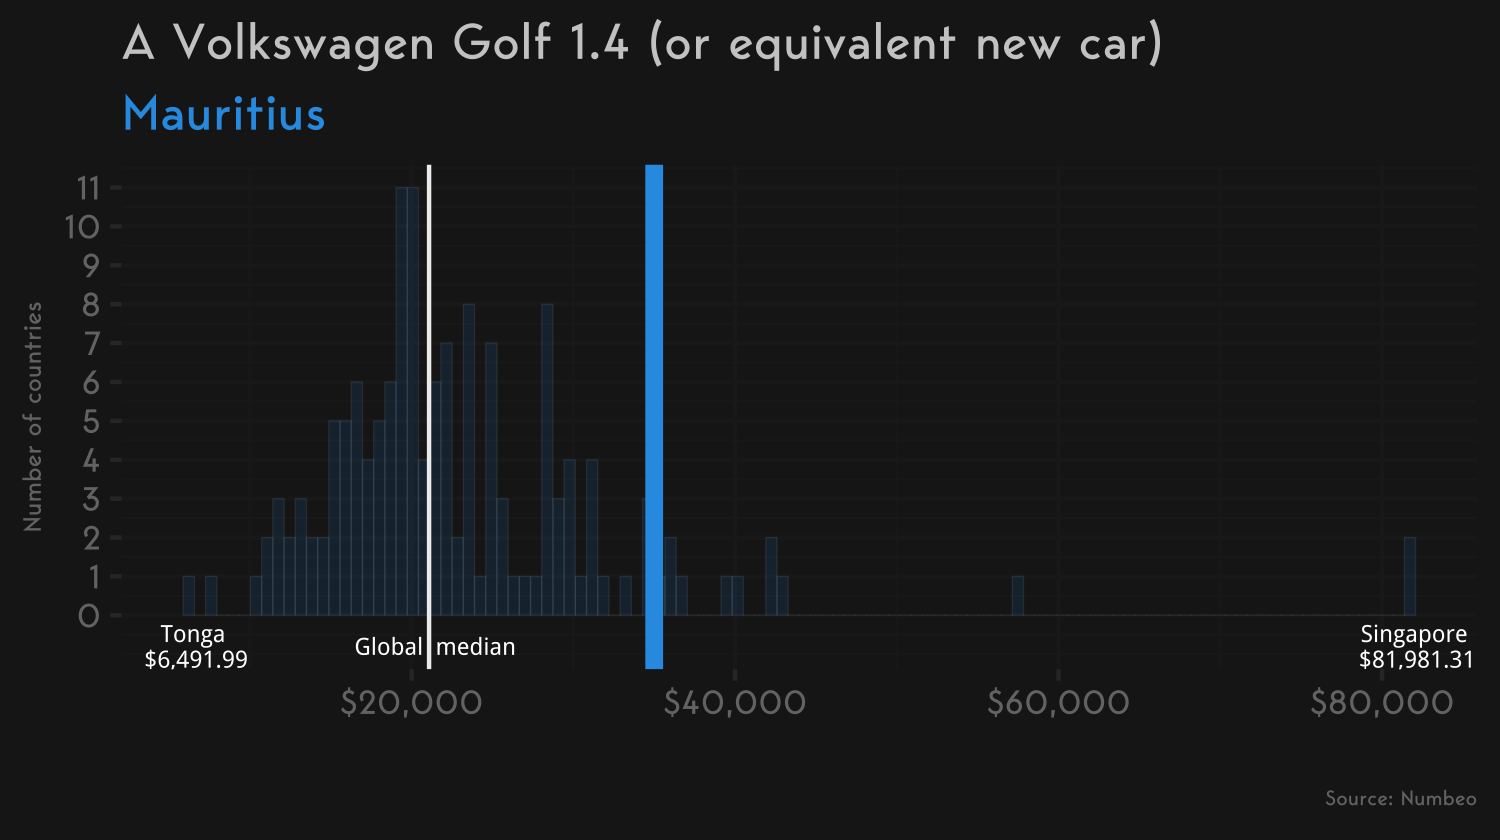 A Volkswagen Golf 1.4 (or equivalent new car)
Mauritius
Number of countries
11
10
9
8
7
6
5
4
3
2
1
0
Tonga
$6,491.99
Global median
Singapore
$81,981.31
$20,000
$40,000
$60,000
$80,000
Source: Numbeo